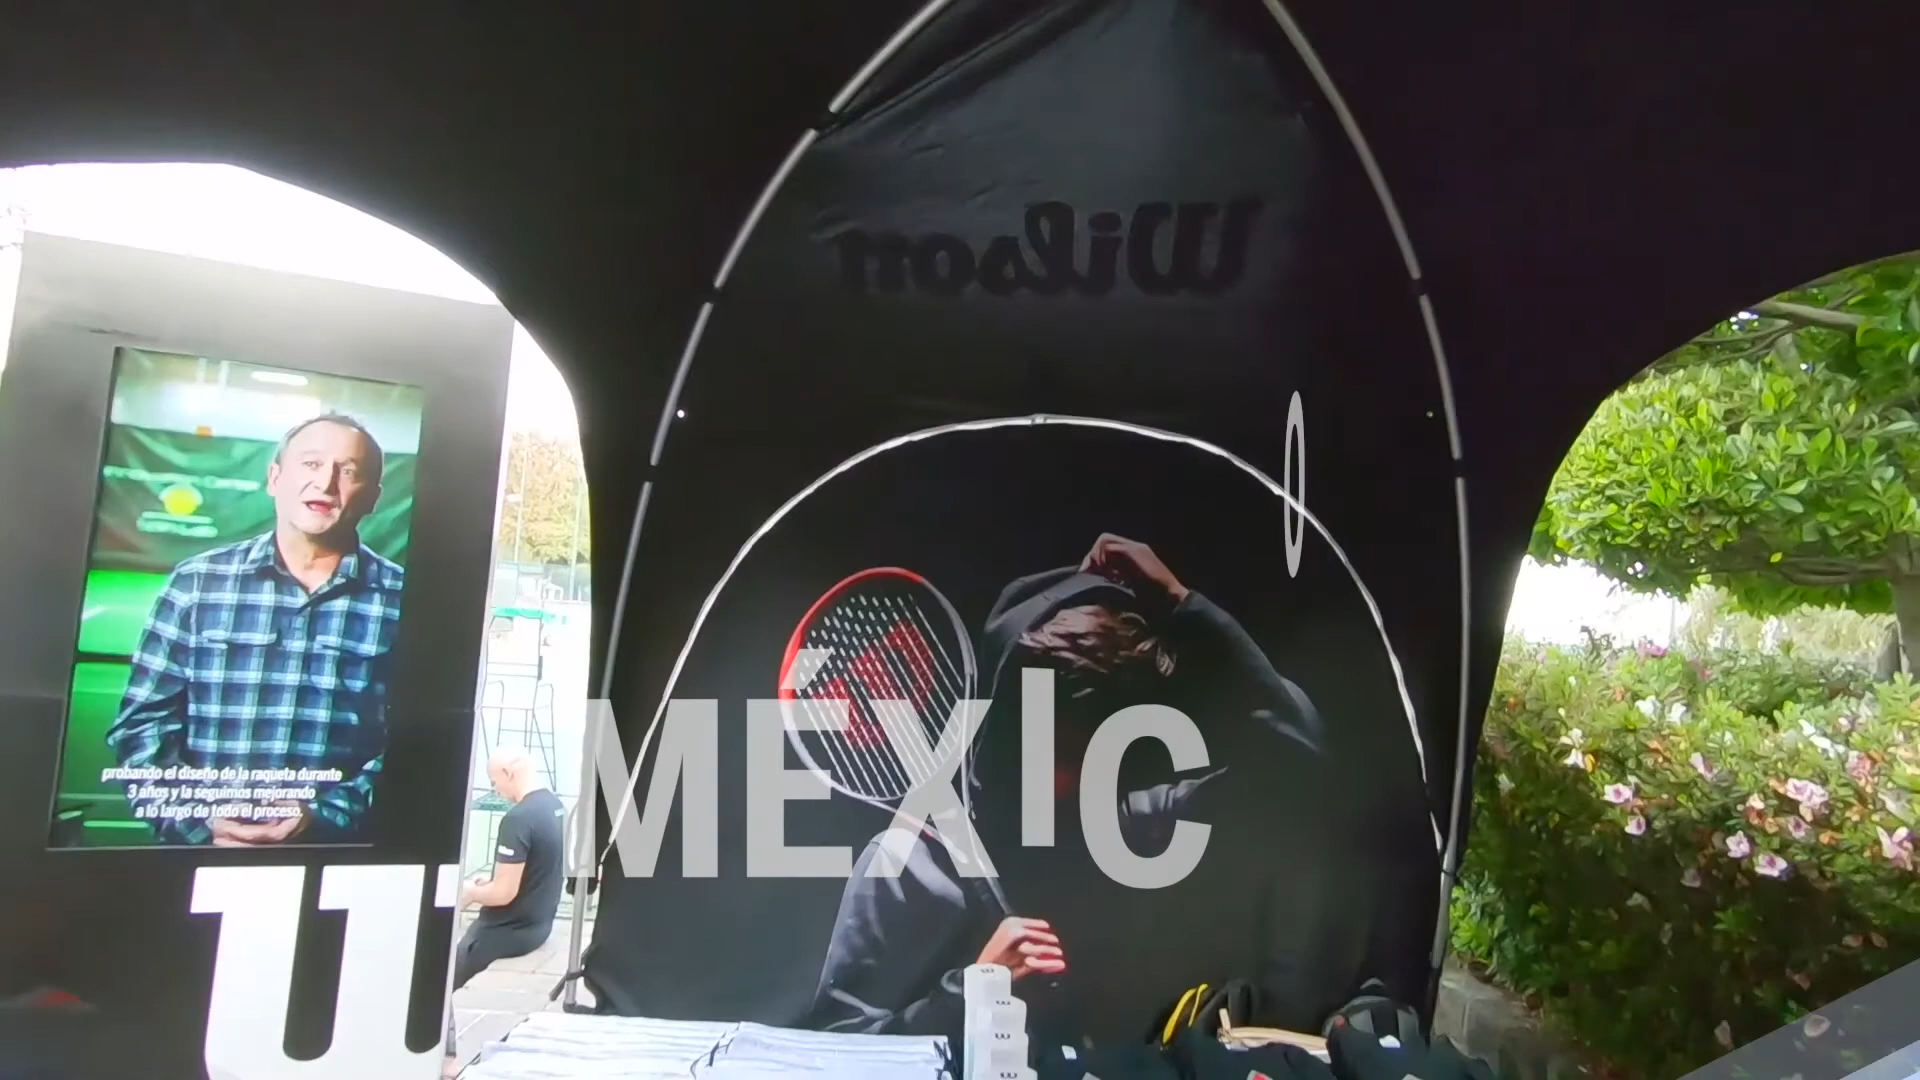 Wilson
probando el diseño de la raqueta durante
3 años y la seguimos mejorando
a lo largo de todo el proceso.
MÉXICO
W